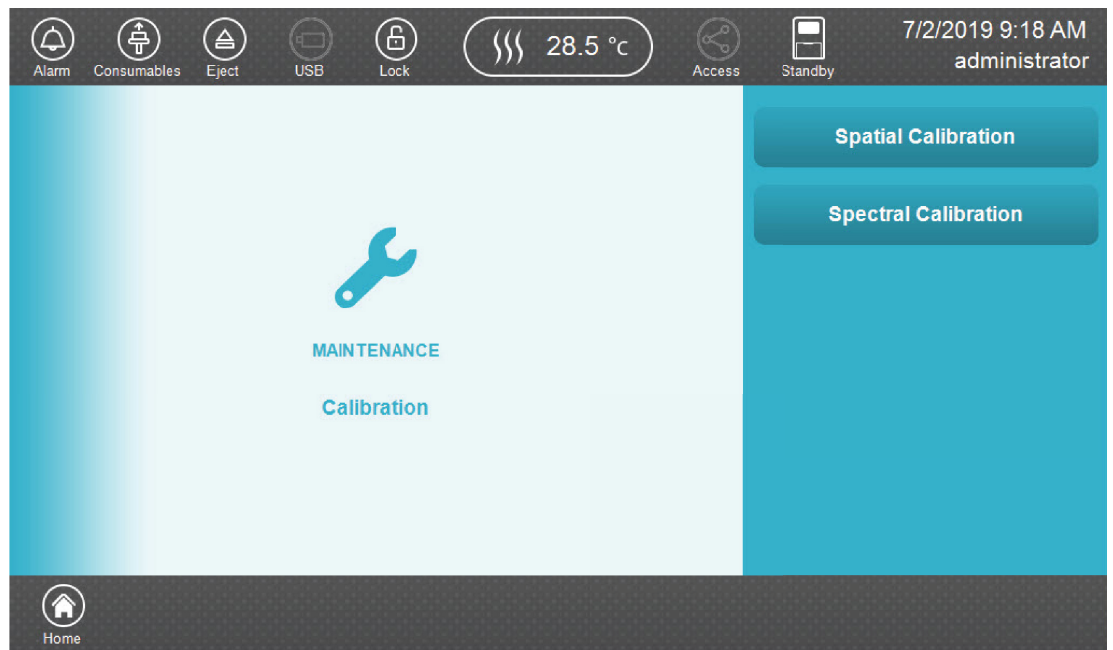 7/2/2019 9:18 AM
28.5 °C
administrator
Alarm Consumables Eject USB Lock Access Standby
Spatial Calibration
Spectral Calibration
MAINTENANCE
Calibration
Home